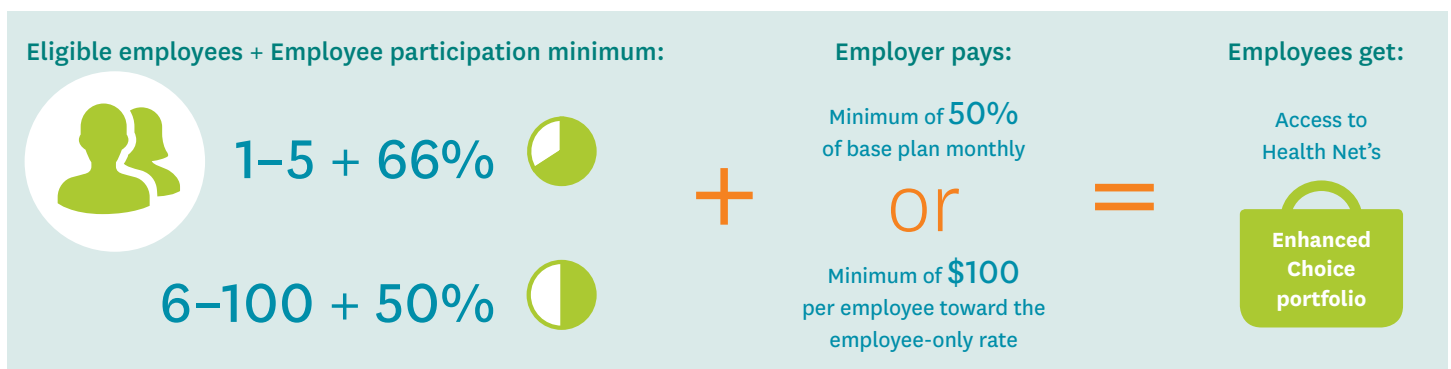 Eligible employees + Employee participation minimum:
1–5 + 66%
6–100 + 50%
+
Employer pays:
Minimum of 50%
of base plan monthly
or
Minimum of $100
per employee toward the
employee-only rate
=
Employees get:
Access to
Health Net’s
Enhanced
Choice
portfolio